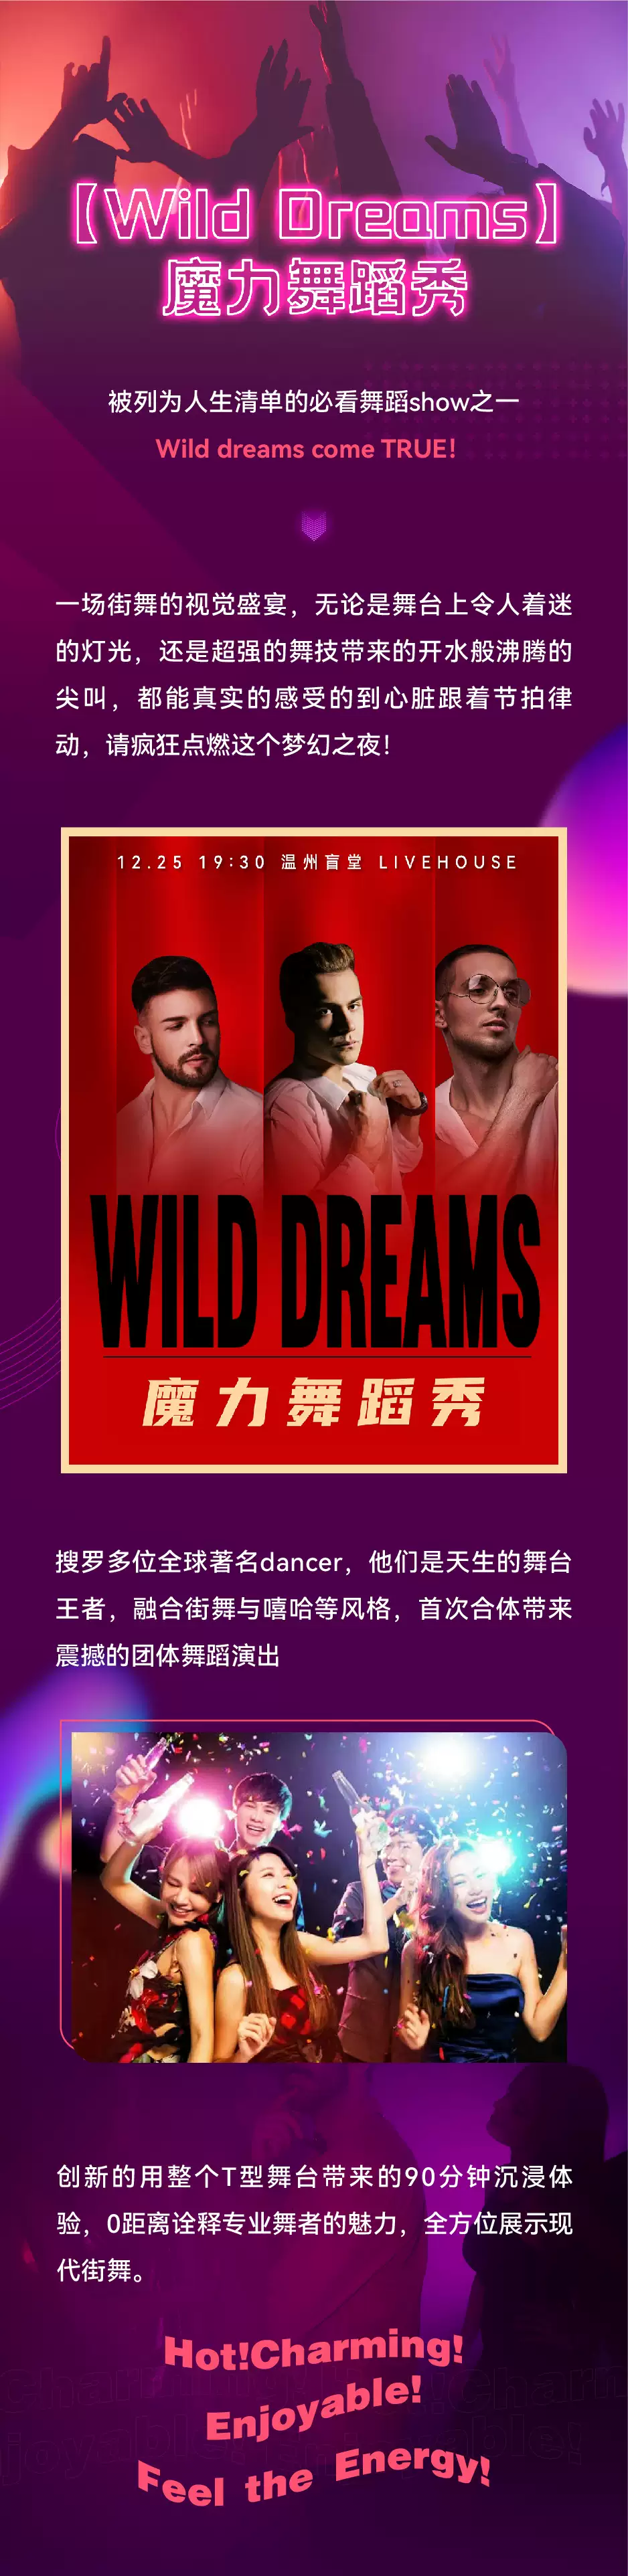 【Wild Dreams】
魔力舞蹈秀
被列为人生清单的必看舞蹈show之一
Wild dreams come TRUE!
一场街舞的视觉盛宴，无论是舞台上令人着迷
的灯光，还是超强的舞技带来的开水般沸腾的
尖叫，都能真实的感受的到心脏跟着节拍律
动，请疯狂点燃这个梦幻之夜!
12.25 19:30 温州盲堂 LIVEHOUSE
WILD DREAMS
魔力舞蹈秀
搜罗多位全球著名dancer，他们是天生的舞台
王者，融合街舞与嘻哈等风格，首次合体带来
震撼的团体舞蹈演出
创新的用整个T型舞台带来的90分钟沉浸体
验，0距离诠释专业舞者的魅力，全方位展示现
代街舞。
Hot!Charming!
Enjoyable!
Feel the Energy!